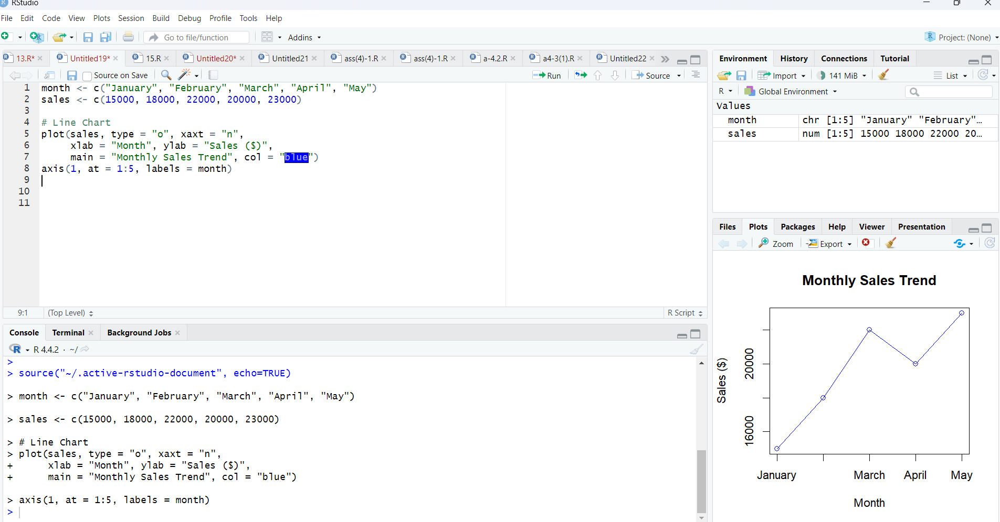 RStudio
File Edit Code View Plots Session Build Debug Profile Tools Help
Go to file/function Addins Project: (None)
13.R* Untitled19* 15.R Untitled20* Untitled21 ass(4)-1.R ass(4)-1.R a-4.2.R a4-3(1).R Untitled22
Source on Save Run Source
1 month <- c("January", "February", "March", "April", "May")
2 sales <- c(15000, 18000, 22000, 20000, 23000)
3
4 # Line Chart
5 plot(sales, type = "o", xaxt = "n",
6 xlab = "Month", ylab = "Sales ($)",
7 main = "Monthly Sales Trend", col = "blue")
8 axis(1, at = 1:5, labels = month)
9
10
11
9:1 (Top Level) R Script
Console Terminal Background Jobs
R R 4.4.2 · ~/
>
> source("~/.active-rstudio-document", echo=TRUE)
> month <- c("January", "February", "March", "April", "May")
> sales <- c(15000, 18000, 22000, 20000, 23000)
> # Line Chart
> plot(sales, type = "o", xaxt = "n",
+ xlab = "Month", ylab = "Sales ($)",
+ main = "Monthly Sales Trend", col = "blue")
> axis(1, at = 1:5, labels = month)
>
Environment History Connections Tutorial
Import 141 MiB List
R Global Environment
Values
month chr [1:5] "January" "February"…
sales num [1:5] 15000 18000 22000 20…
Files Plots Packages Help Viewer Presentation
Zoom Export
Monthly Sales Trend
Sales ($)
20000
16000
January March April May
Month